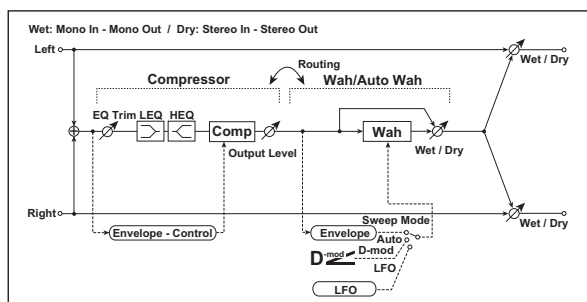 Wet: Mono In - Mono Out / Dry: Stereo In - Stereo Out
Left
Wet / Dry
Routing
Compressor
Wah/Auto Wah
EQ Trim LEQ HEQ
Comp
Output Level
Wah
Wet / Dry
Right
Wet / Dry
Sweep Mode
Envelope - Control
Envelope
Auto
D-mod
D-mod
LFO
LFO